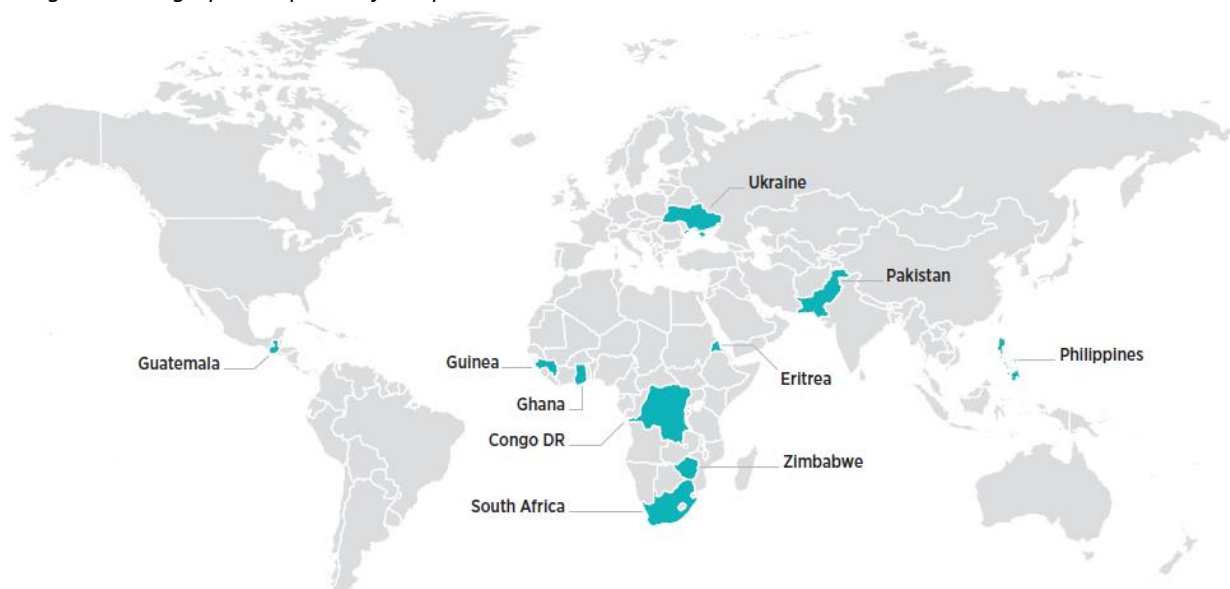 Ukraine
Pakistan
Guatemala
Guinea
Philippines
Eritrea
Ghana
Congo DR
Zimbabwe
South Africa